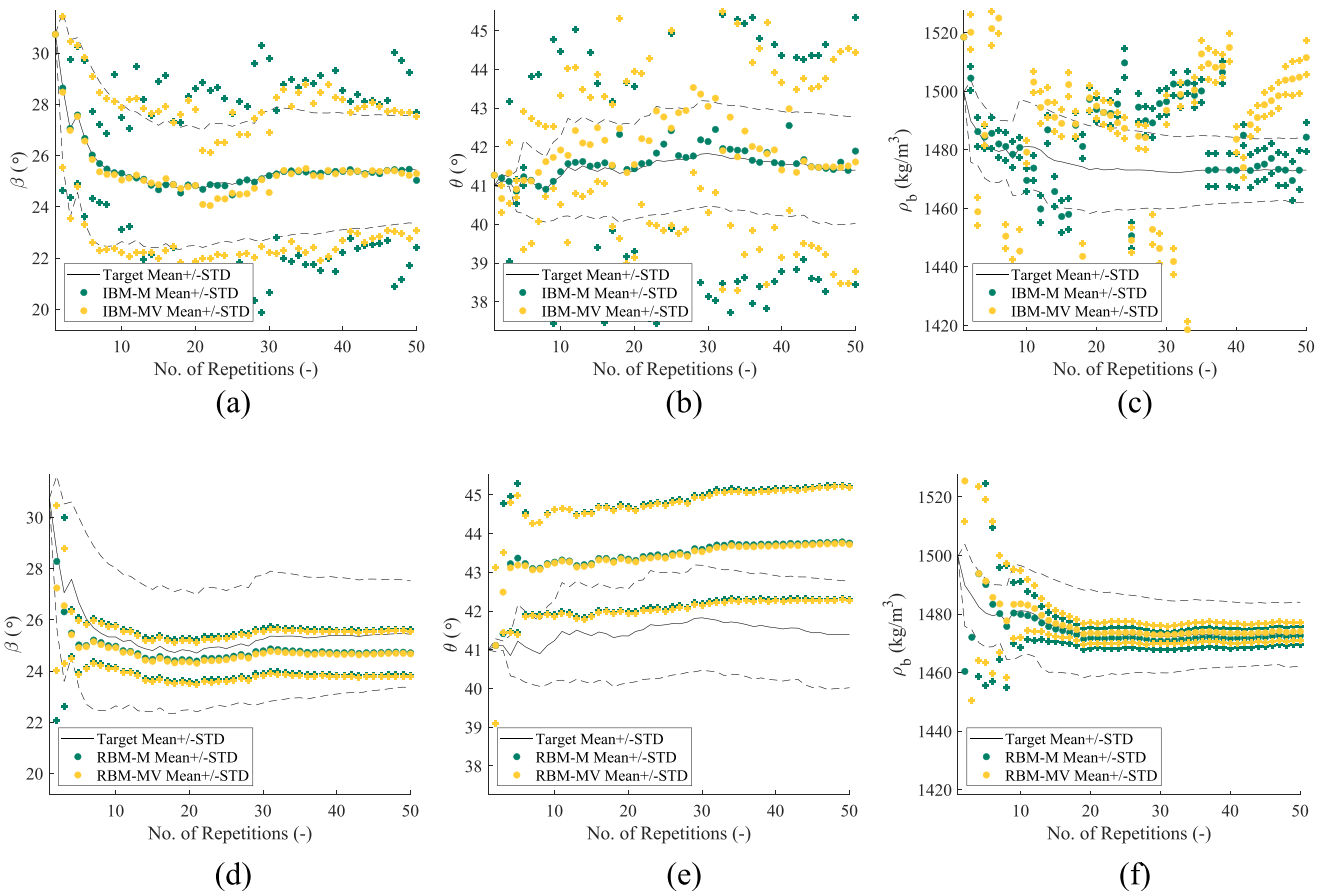 30
28
26
24
22
20
β (°)
Target Mean+/-STD
IBM-M Mean+/-STD
IBM-MV Mean+/-STD
10 20 30 40 50
No. of Repetitions (-)
(a)
45
44
43
42
41
40
39
38
θ (°)
Target Mean+/-STD
IBM-M Mean+/-STD
IBM-MV Mean+/-STD
10 20 30 40 50
No. of Repetitions (-)
(b)
1520
1500
1480
1460
1440
1420
ρb (kg/m³)
Target Mean+/-STD
IBM-M Mean+/-STD
IBM-MV Mean+/-STD
10 20 30 40 50
No. of Repetitions (-)
(c)
30
28
26
24
22
20
β (°)
Target Mean+/-STD
RBM-M Mean+/-STD
RBM-MV Mean+/-STD
10 20 30 40 50
No. of Repetitions (-)
(d)
45
44
43
42
41
40
39
38
θ (°)
Target Mean+/-STD
RBM-M Mean+/-STD
RBM-MV Mean+/-STD
10 20 30 40 50
No. of Repetitions (-)
(e)
1520
1500
1480
1460
1440
1420
ρb (kg/m³)
Target Mean+/-STD
RBM-M Mean+/-STD
RBM-MV Mean+/-STD
10 20 30 40 50
No. of Repetitions (-)
(f)